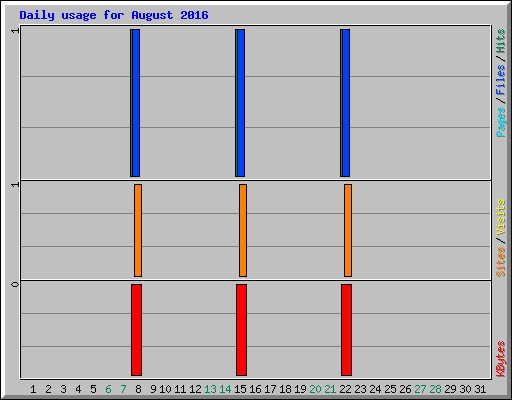 Daily usage for August 2016
1
1
0
Pages/Files/Hits
Sites/Visits
KBytes
1 2 3 4 5 6 7 8 9 10 11 12 13 14 15 16 17 18 19 20 21 22 23 24 25 26 27 28 29 30 31